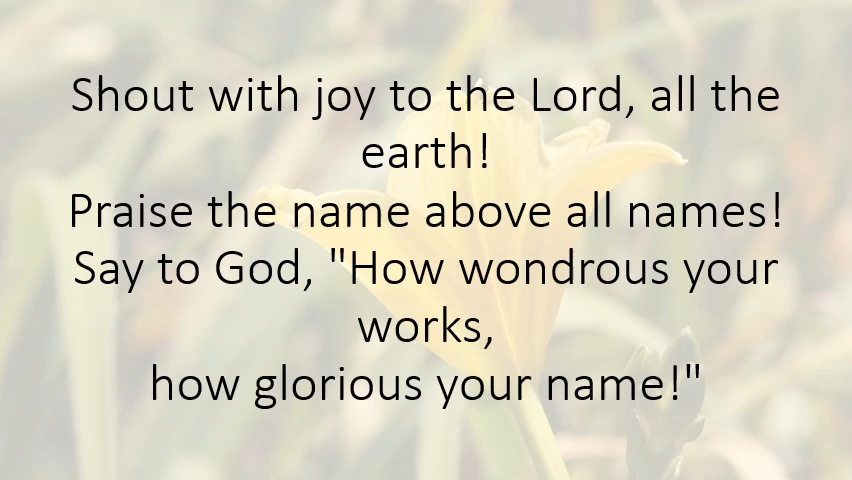 Shout with joy to the Lord, all the
earth!
Praise the name above all names!
Say to God, "How wondrous your
works,
how glorious your name!"